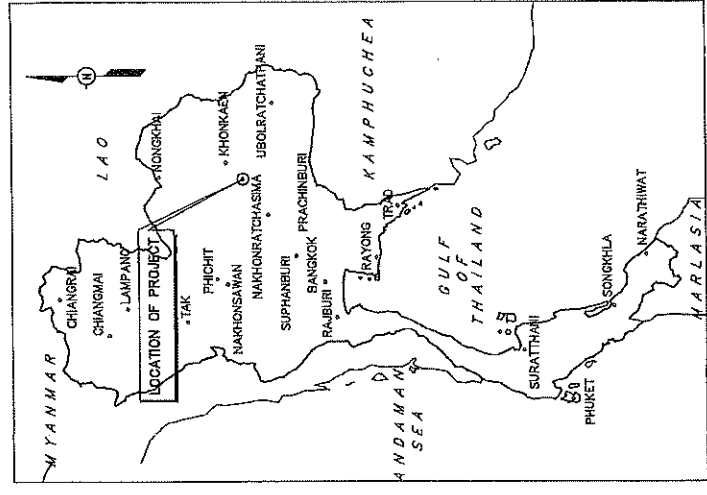 MYANMAR
LAO
N
CHIANGRAI
CHIANGMAI
LAMPANG
NONGKHAI
LOCATION OF PROJECT
TAK
PHICHIT
KHONKAEN
NAKHONSAWAN
NAKHONRATCHASIMA
UBOLRATCHATHANI
SUPHANBURI
PRACHINBURI
BANGKOK
RAJBURI
KAMPHUCHEA
RAYONG
TRAD
GULF
OF
THAILAND
ANDAMAN
SEA
SURATTHANI
PHUKET
SONGKHLA
NARATHIWAT
MARLASIA